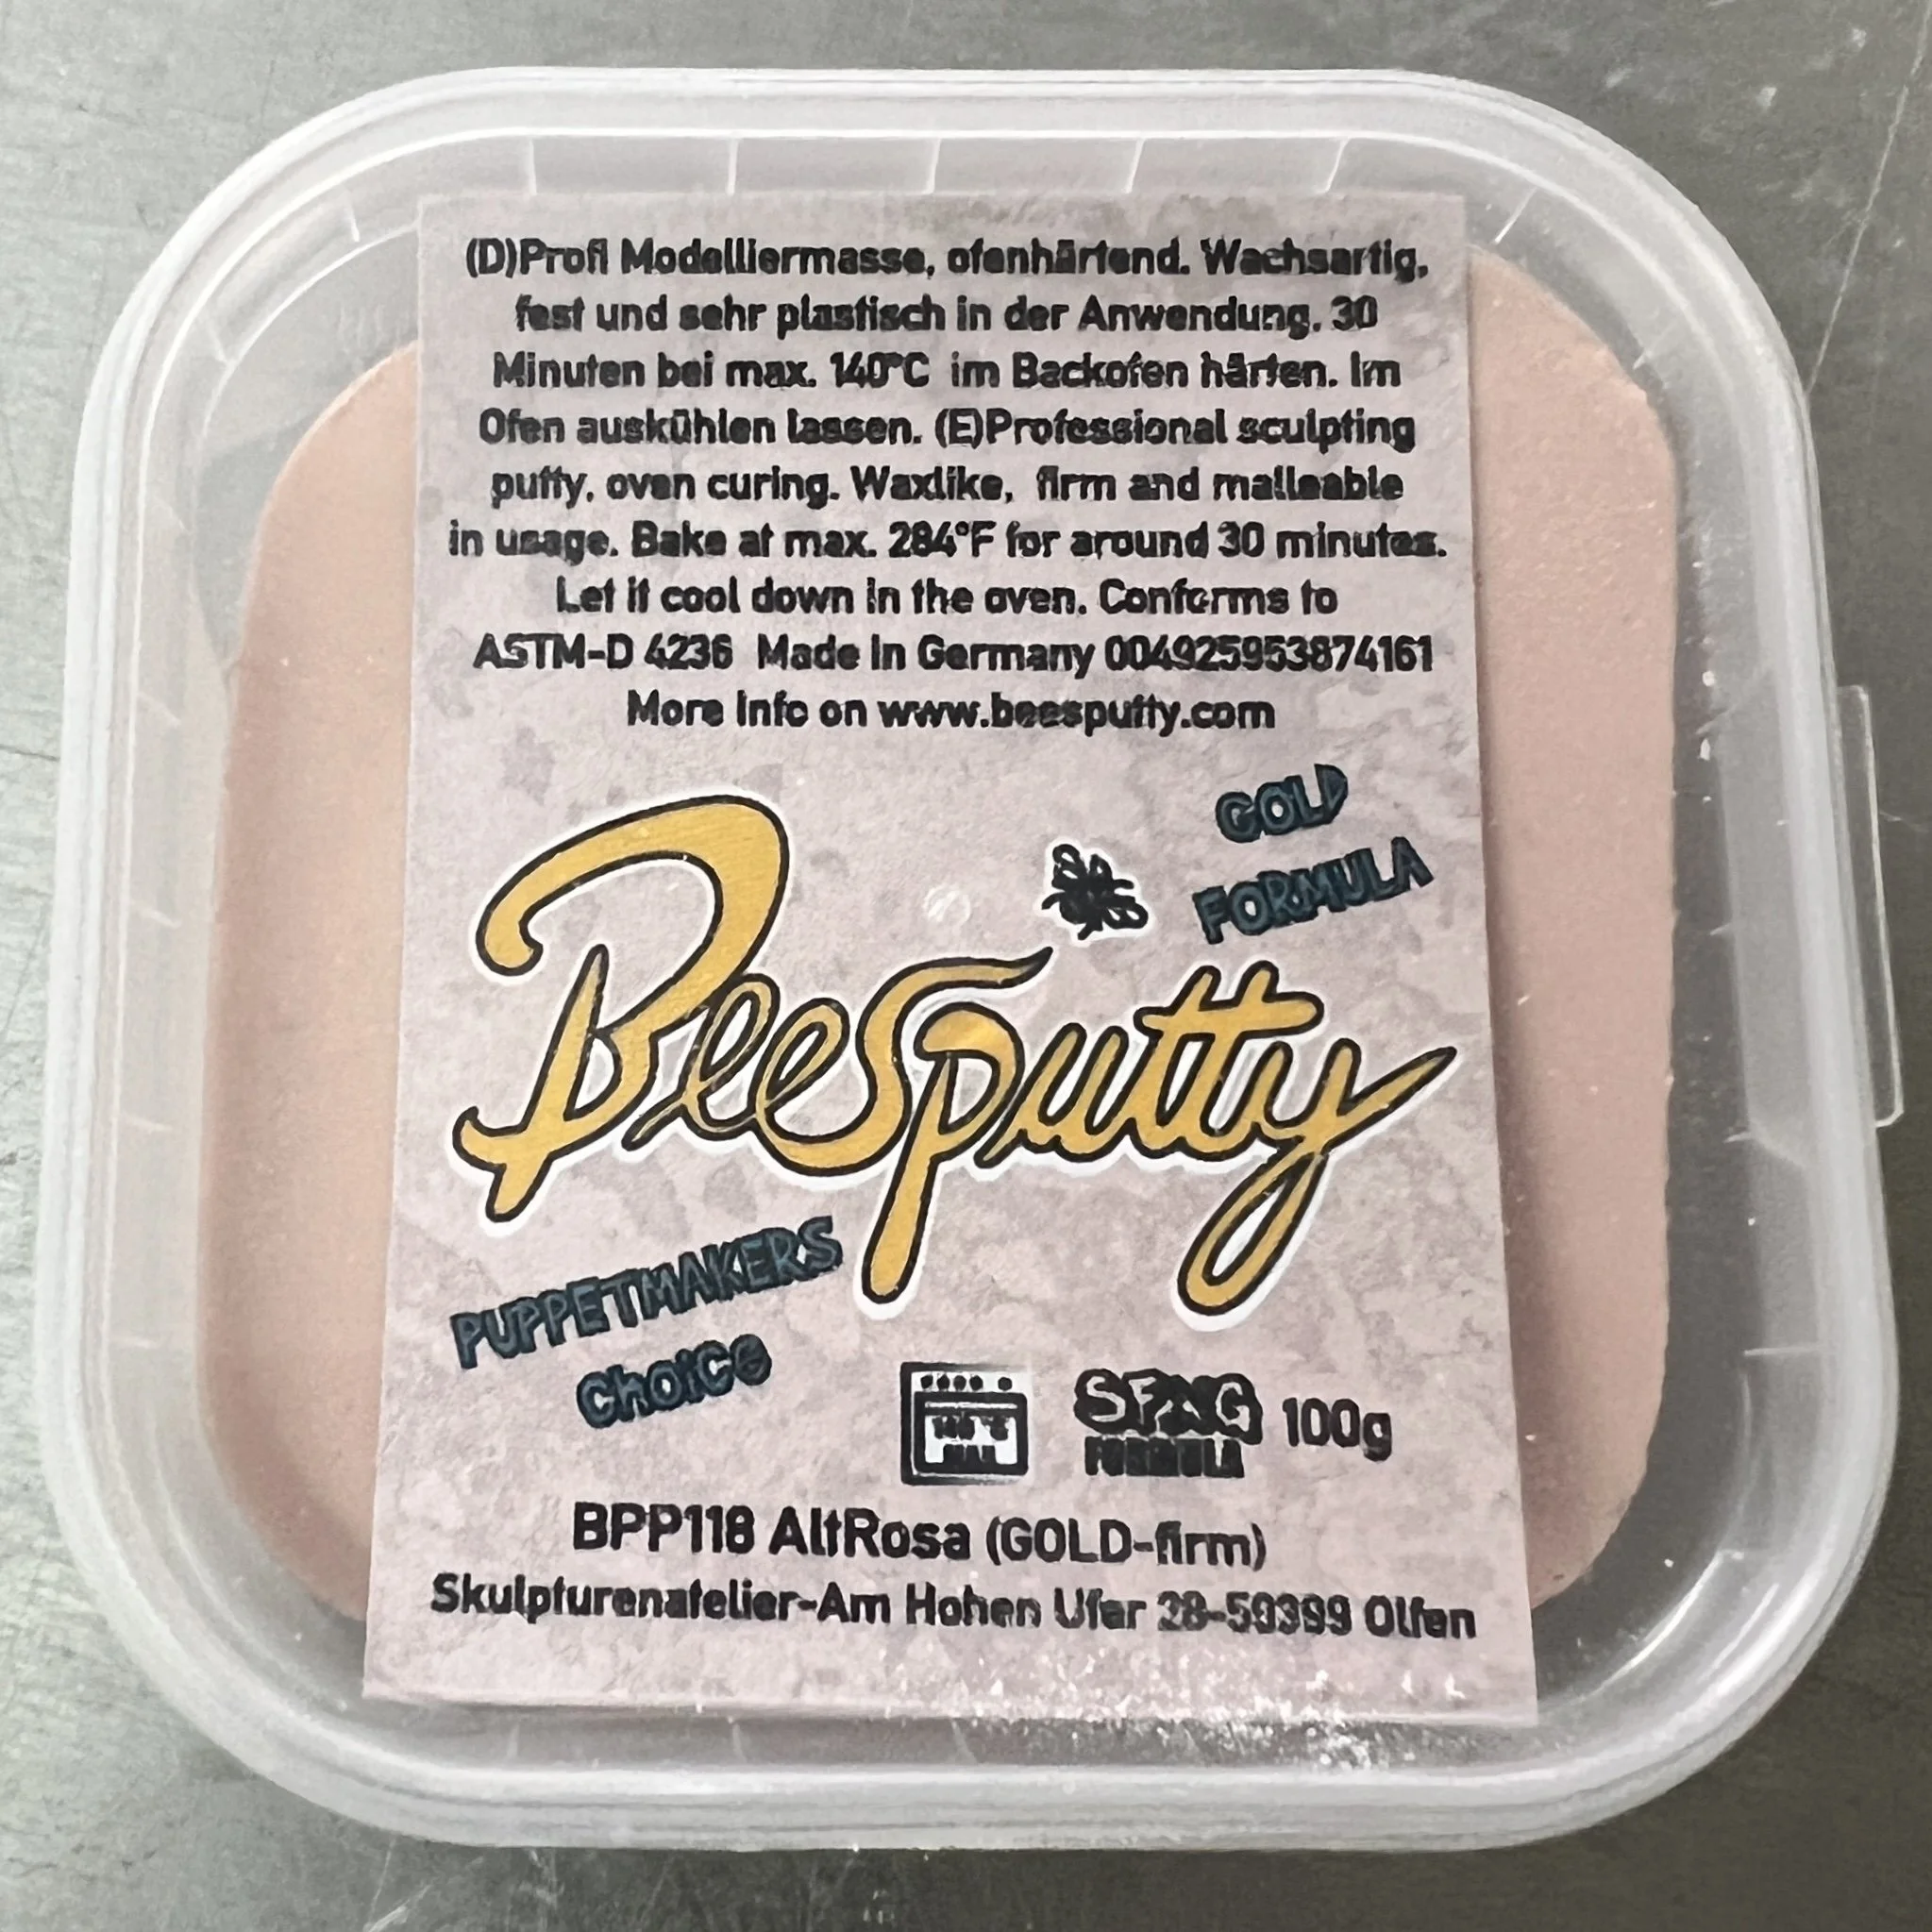 (D)Profi Modelliermasse, ofenhärtend. Wachsartig,
fest und sehr plastisch in der Anwendung. 30
Minuten bei max. 140°C im Backofen härten. Im
Ofen auskühlen lassen. (E)Professional sculpting
putty, oven curing. Waxlike, firm and malleable
in usage. Bake at max. 284°F for around 30 minutes.
Let it cool down in the oven. Conforms to
ASTM-D 4236 Made in Germany 004925953874161
More Info on www.beesputty.com
GOLD
FORMULA
Beesputty
PUPPETMAKERS
choice
FORMULA
100g
BPP118 AltRosa (GOLD-firm)
Skulpturenatelier-Am Hohen Ufer 28-59399 Olfen